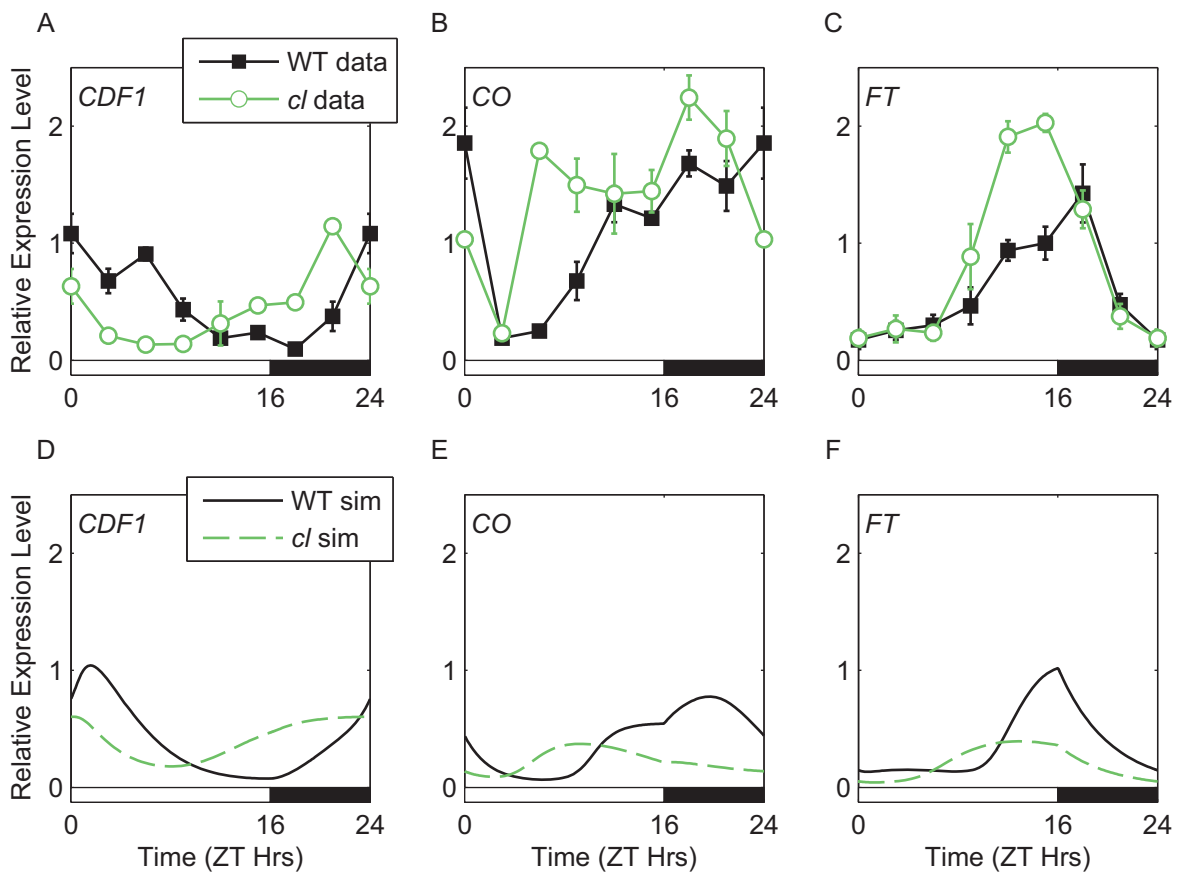 A
B
C
WT data
cl data
CDF1
CO
FT
Relative Expression Level
2
1
0
2
1
0
2
1
0
0 16 24
0 16 24
0 16 24
D
E
F
WT sim
cl sim
CDF1
CO
FT
Relative Expression Level
2
1
0
2
1
0
2
1
0
0 16 24
0 16 24
0 16 24
Time (ZT Hrs)
Time (ZT Hrs)
Time (ZT Hrs)